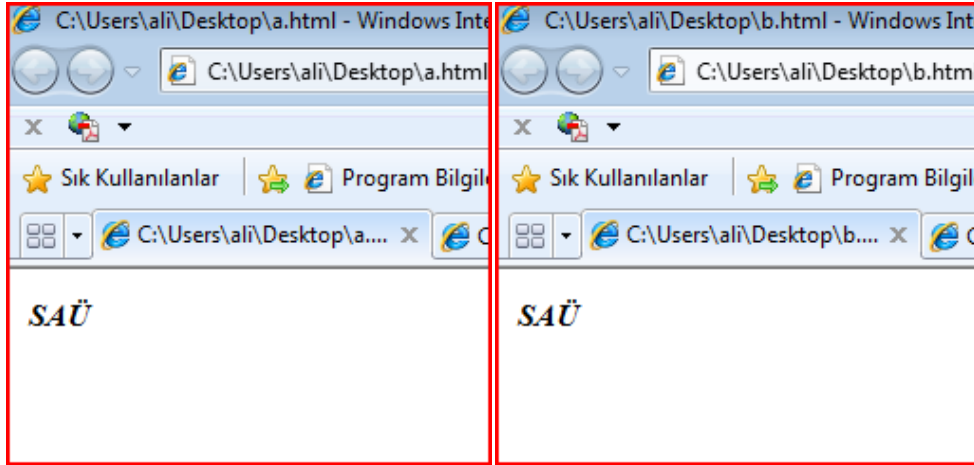 C:\Users\ali\Desktop\a.html - Windows Inte
C:\Users\ali\Desktop\a.html
Sık Kullanılanlar Program Bilgile
C:\Users\ali\Desktop\a.... X C
SAÜ
C:\Users\ali\Desktop\b.html - Windows Int
C:\Users\ali\Desktop\b.htm
Sık Kullanılanlar Program Bilgil
C:\Users\ali\Desktop\b.... X C
SAÜ